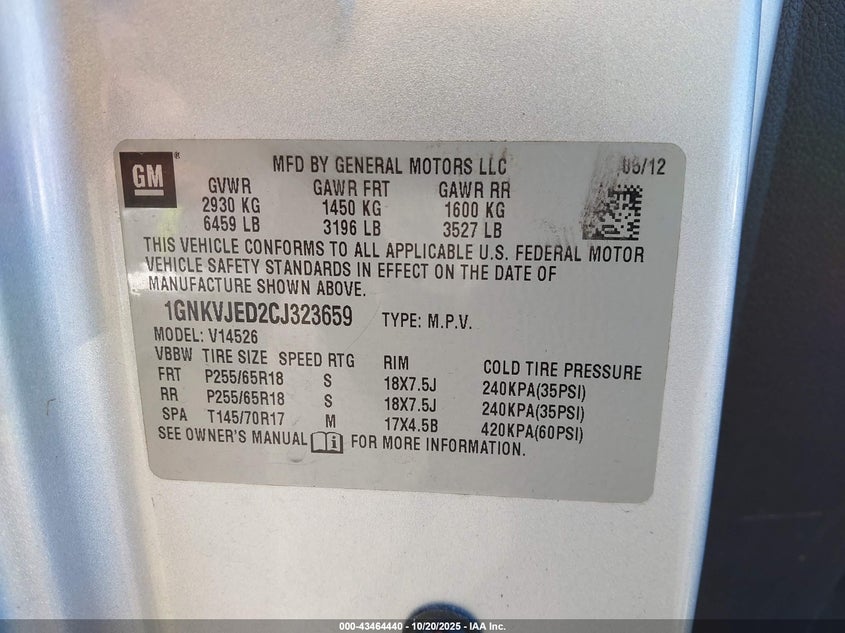 GM ®
MFD BY GENERAL MOTORS LLC 06/12
GVWR GAWR FRT GAWR RR
2930 KG 1450 KG 1600 KG
6459 LB 3196 LB 3527 LB
THIS VEHICLE CONFORMS TO ALL APPLICABLE U.S. FEDERAL MOTOR
VEHICLE SAFETY STANDARDS IN EFFECT ON THE DATE OF
MANUFACTURE SHOWN ABOVE.
1GNKVJED2CJ323659 TYPE: M.P.V.
MODEL: V14526
VBBW TIRE SIZE SPEED RTG RIM COLD TIRE PRESSURE
FRT P255/65R18 S 18X7.5J 240KPA(35PSI)
RR P255/65R18 S 18X7.5J 240KPA(35PSI)
SPA T145/70R17 M 17X4.5B 420KPA(60PSI)
SEE OWNER'S MANUAL i FOR MORE INFORMATION.
000-43464440 - 10/20/2025 - IAA Inc.